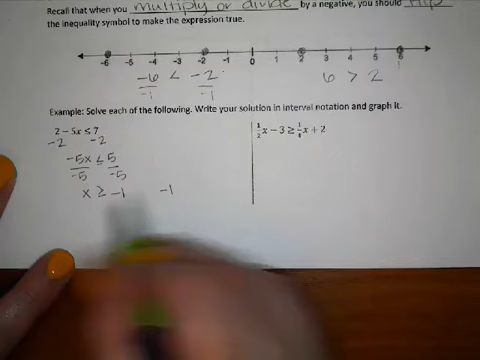 Recall that when you multiply or divide by a negative, you should flip
the inequality symbol to make the expression true.
-6 -5 -4 -3 -2 -1 0 1 2 3 4 5 6
-6 < -2
-1 -1
6 > 2
Example: Solve each of the following. Write your solution in interval notation and graph it.
2 − 5x ≤ 7
-2 -2
-5x ≤ 5
-5 -5
x ≥ -1 -1
1/2x − 3 ≥ 1/4x + 2